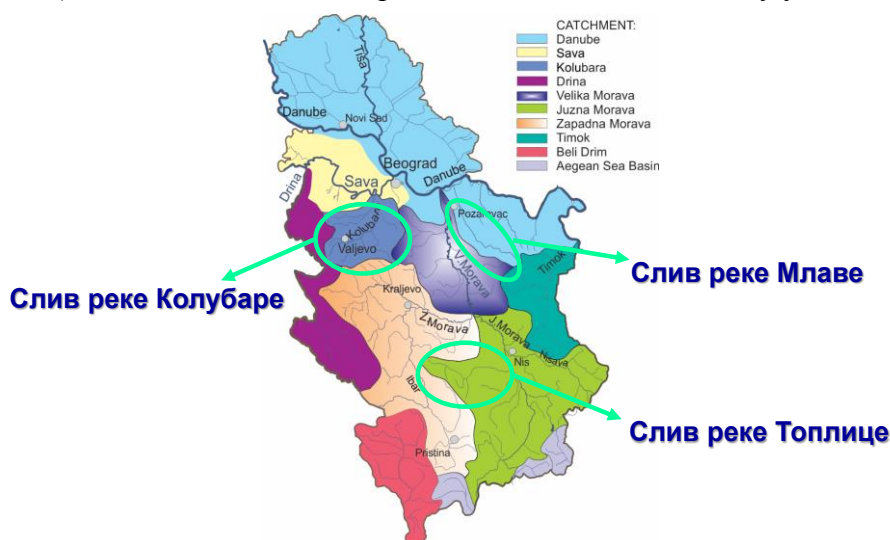 CATCHMENT:
Danube
Sava
Kolubara
Drina
Velika Morava
Juzna Morava
Zapadna Morava
Timok
Beli Drim
Aegean Sea Basin
Tisa
Danube
Novi Sad
Beograd
Danube
Drina
Sava
Pozarevac
Kolubara
Valjevo
V.Morava
Timok
Слив реке Млаве
Слив реке Колубаре
Kraljevo
Z.Morava
J.Morava
Nis
Nisava
Ibar
Слив реке Топлице
Pristina